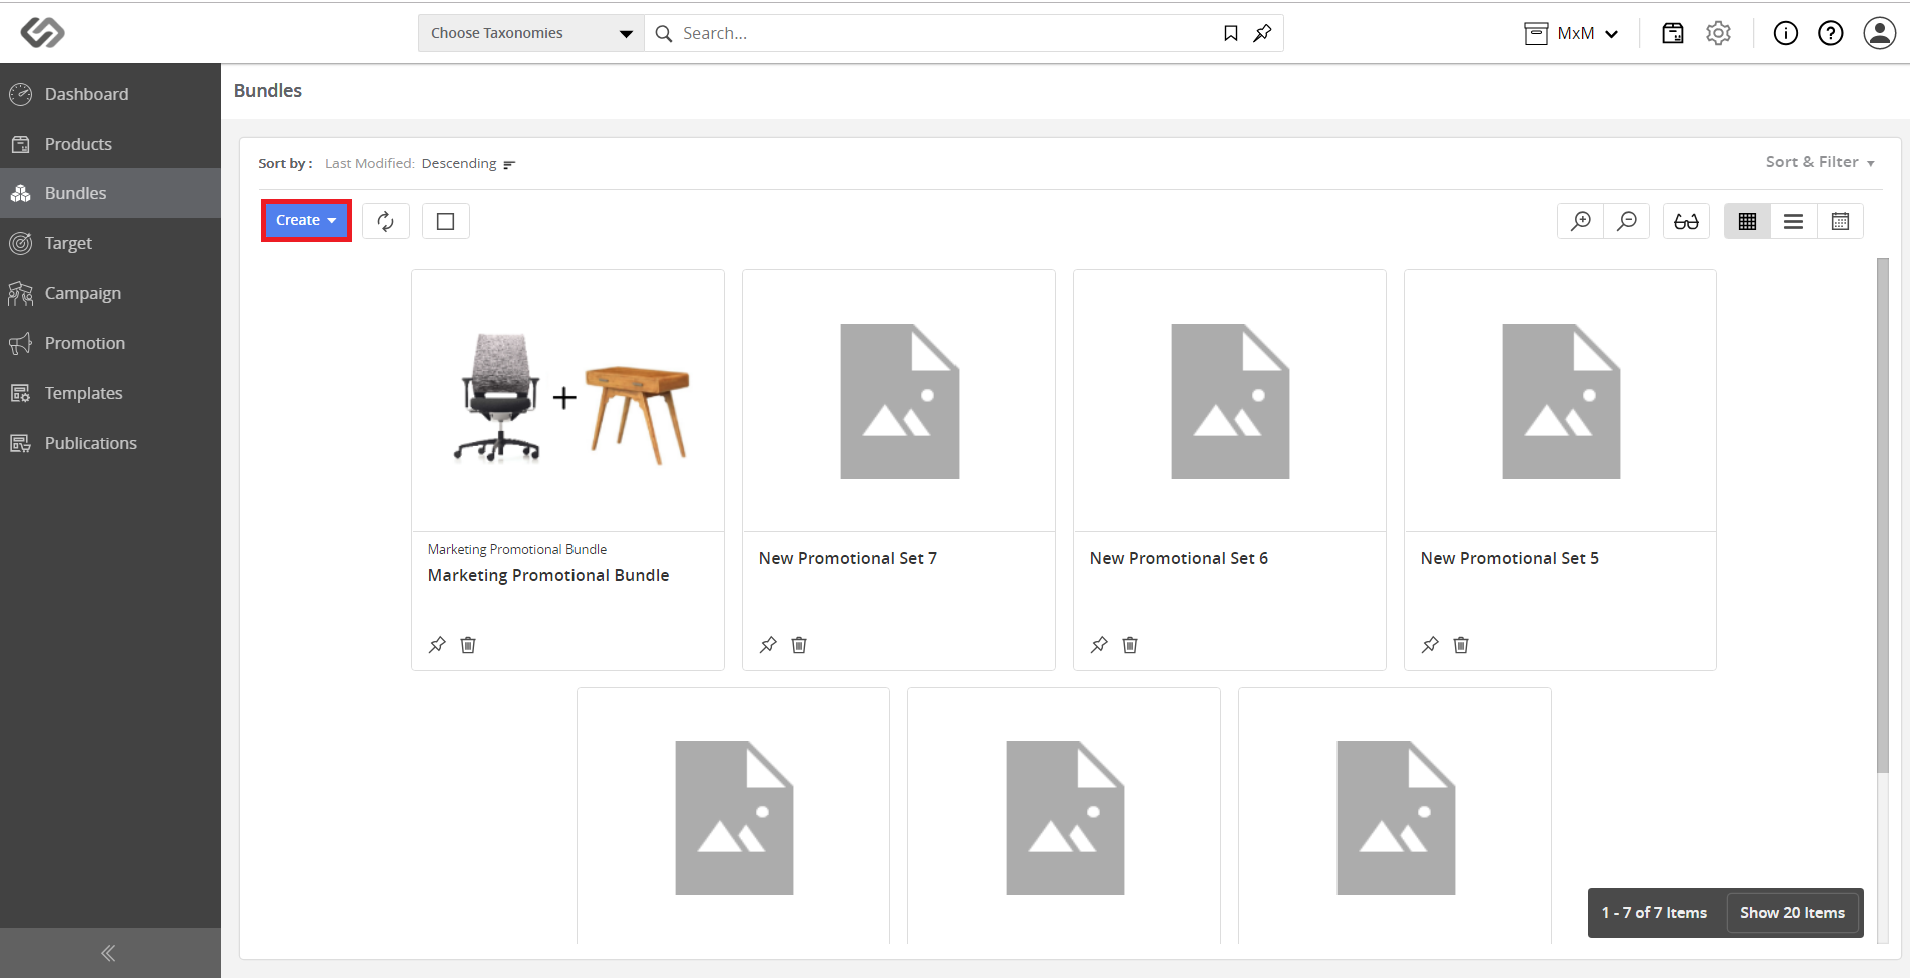 Choose Taxonomies
Search...
MxM
Dashboard
Products
Bundles
Target
Campaign
Promotion
Templates
Publications
Bundles
Sort by : Last Modified: Descending
Sort & Filter
Create
Marketing Promotional Bundle
Marketing Promotional Bundle
New Promotional Set 7
New Promotional Set 6
New Promotional Set 5
1 - 7 of 7 Items
Show 20 Items